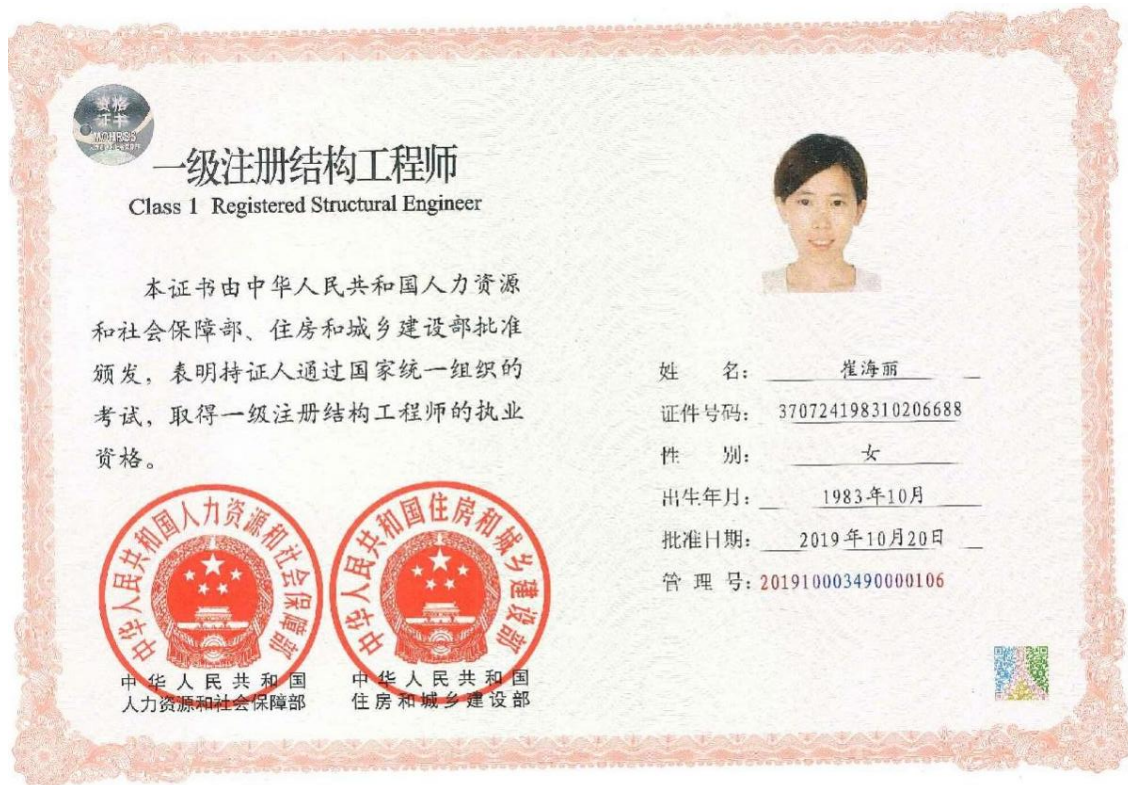 资格
证书
MOHRSS
一级注册结构工程师
Class 1 Registered Structural Engineer
本证书由中华人民共和国人力资源
和社会保障部、住房和城乡建设部批准
颁发，表明持证人通过国家统一组织的
考试，取得一级注册结构工程师的执业
资格。
中华人民共和国人力资源和社会保障部
中华人民共和国住房和城乡建设部
中华人民共和国
人力资源和社会保障部
中华人民共和国
住房和城乡建设部
姓 名： 崔海丽
证件号码： 370724198310206688
性 别： 女
出生年月： 1983年10月
批准日期： 2019年10月20日
管 理 号：201910003490000106